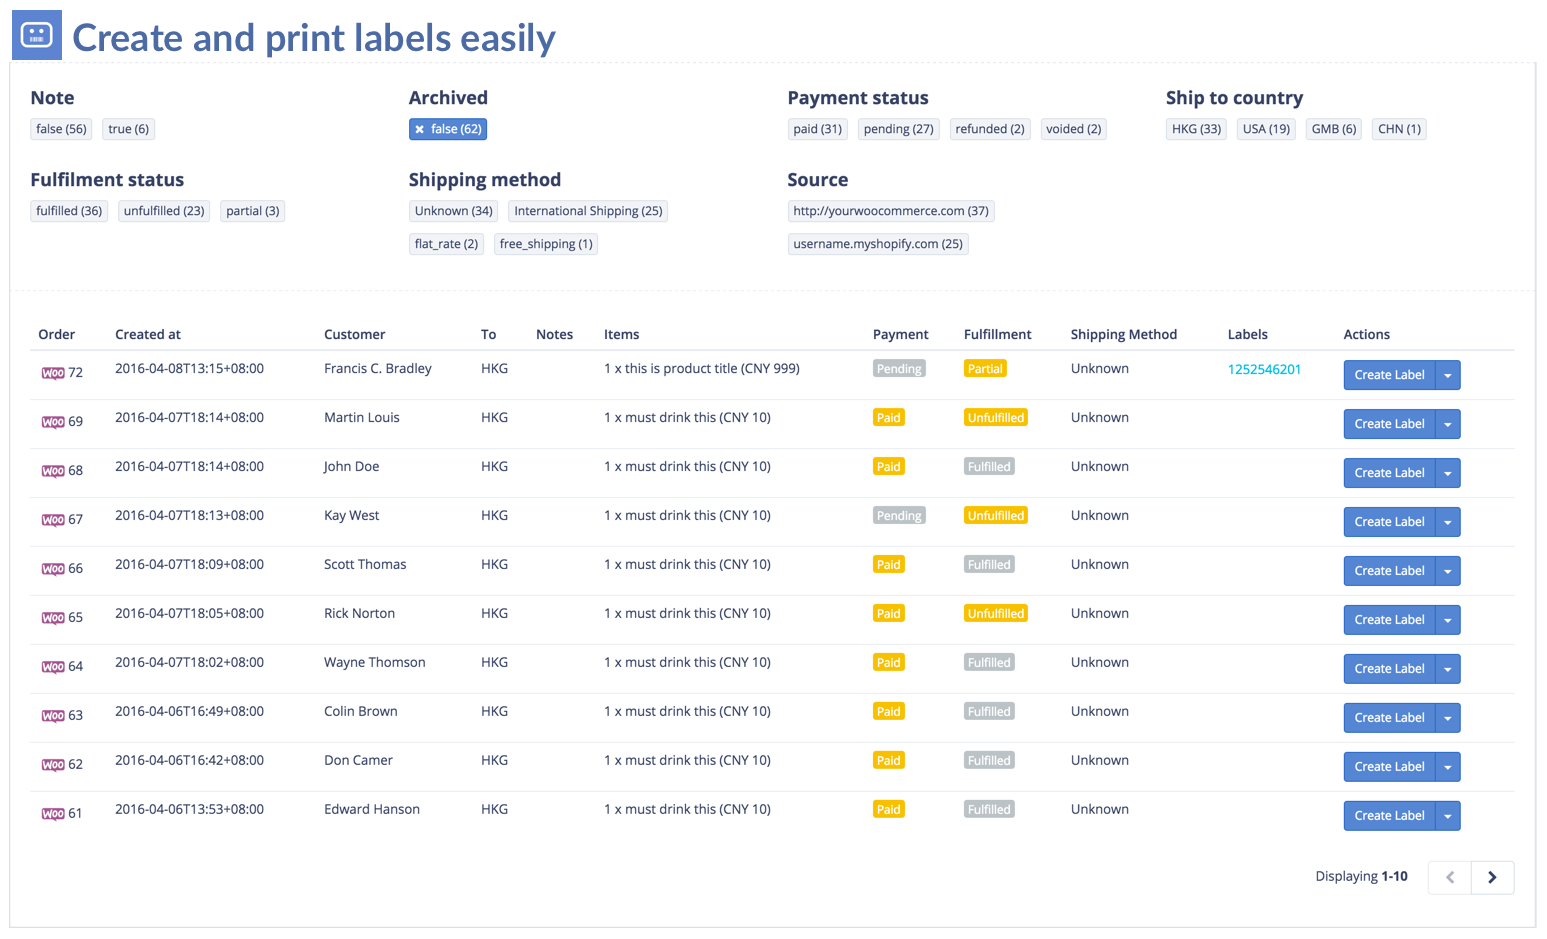 Create and print labels easily
Note
false (56) true (6)
Archived
× false (62)
Payment status
paid (31) pending (27) refunded (2) voided (2)
Ship to country
HKG (33) USA (19) GMB (6) CHN (1)
Fulfilment status
fulfilled (36) unfulfilled (23) partial (3)
Shipping method
Unknown (34) International Shipping (25)
flat_rate (2) free_shipping (1)
Source
http://yourwoocommerce.com (37)
username.myshopify.com (25)
Order Created at Customer To Notes Items Payment Fulfillment Shipping Method Labels Actions
Woo 72 2016-04-08T13:15+08:00 Francis C. Bradley HKG 1 x this is product title (CNY 999) Pending Partial Unknown 1252546201 Create Label
Woo 69 2016-04-07T18:14+08:00 Martin Louis HKG 1 x must drink this (CNY 10) Paid Unfulfilled Unknown Create Label
Woo 68 2016-04-07T18:14+08:00 John Doe HKG 1 x must drink this (CNY 10) Paid Fulfilled Unknown Create Label
Woo 67 2016-04-07T18:13+08:00 Kay West HKG 1 x must drink this (CNY 10) Pending Unfulfilled Unknown Create Label
Woo 66 2016-04-07T18:09+08:00 Scott Thomas HKG 1 x must drink this (CNY 10) Paid Fulfilled Unknown Create Label
Woo 65 2016-04-07T18:05+08:00 Rick Norton HKG 1 x must drink this (CNY 10) Paid Unfulfilled Unknown Create Label
Woo 64 2016-04-07T18:02+08:00 Wayne Thomson HKG 1 x must drink this (CNY 10) Paid Fulfilled Unknown Create Label
Woo 63 2016-04-06T16:49+08:00 Colin Brown HKG 1 x must drink this (CNY 10) Paid Fulfilled Unknown Create Label
Woo 62 2016-04-06T16:42+08:00 Don Camer HKG 1 x must drink this (CNY 10) Paid Fulfilled Unknown Create Label
Woo 61 2016-04-06T13:53+08:00 Edward Hanson HKG 1 x must drink this (CNY 10) Paid Fulfilled Unknown Create Label
Displaying 1-10